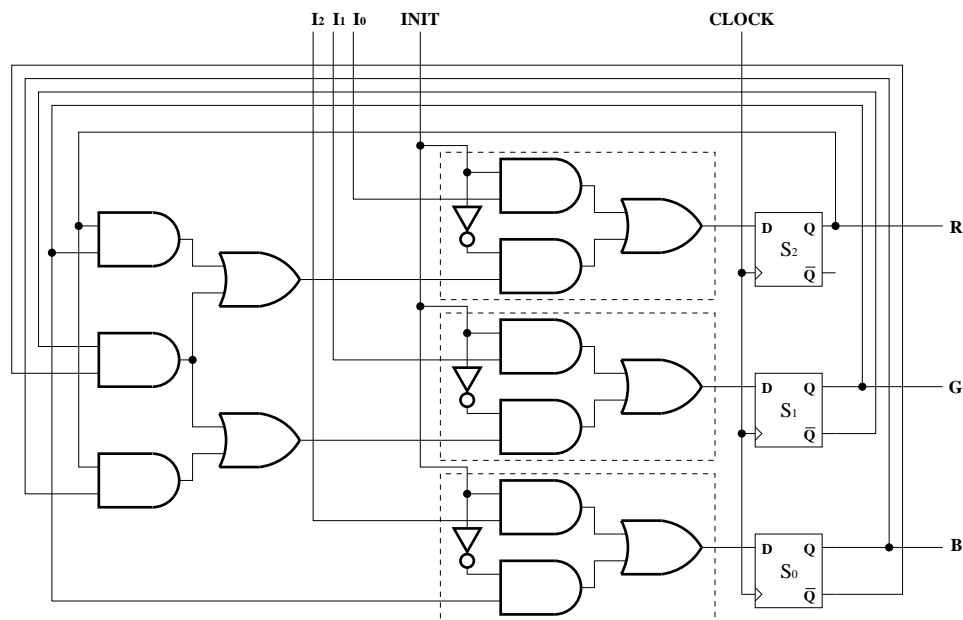 I2 I1 I0 INIT CLOCK
D Q R
S2
Q
D Q G
S1
Q
D Q B
S0
Q